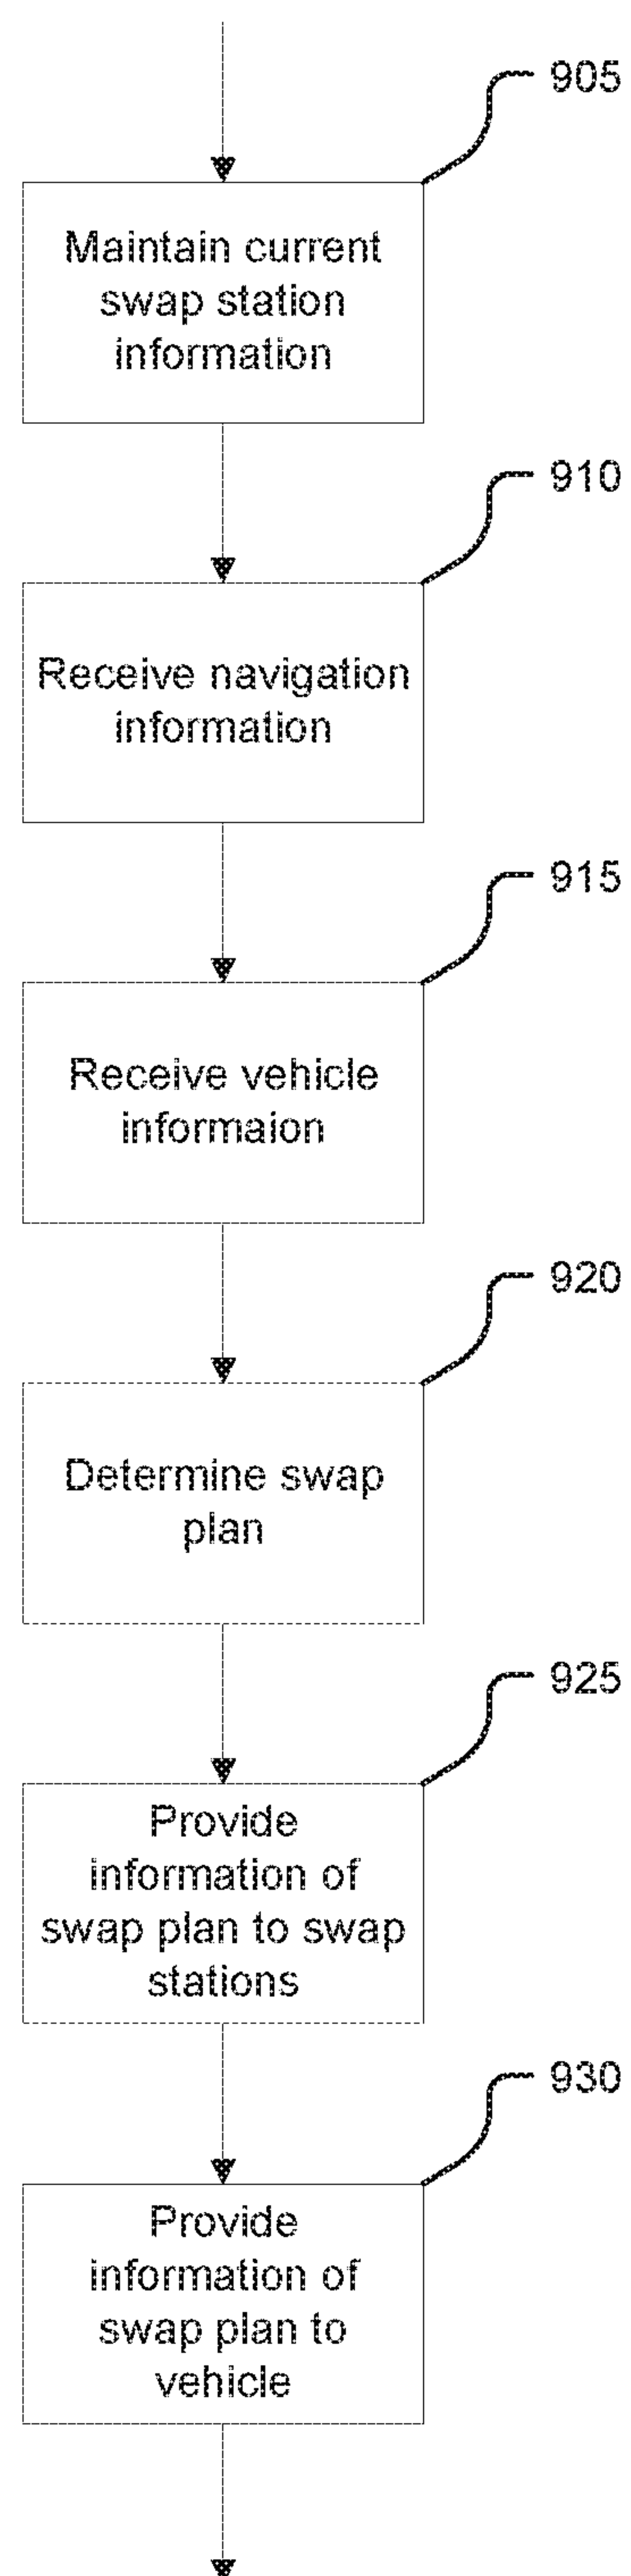 905
Maintain current
swap station
information
910
Receive navigation
information
915
Receive vehicle
informaion
920
Determine swap
plan
925
Provide
information of
swap plan to swap
stations
930
Provide
information of
swap plan to
vehicle